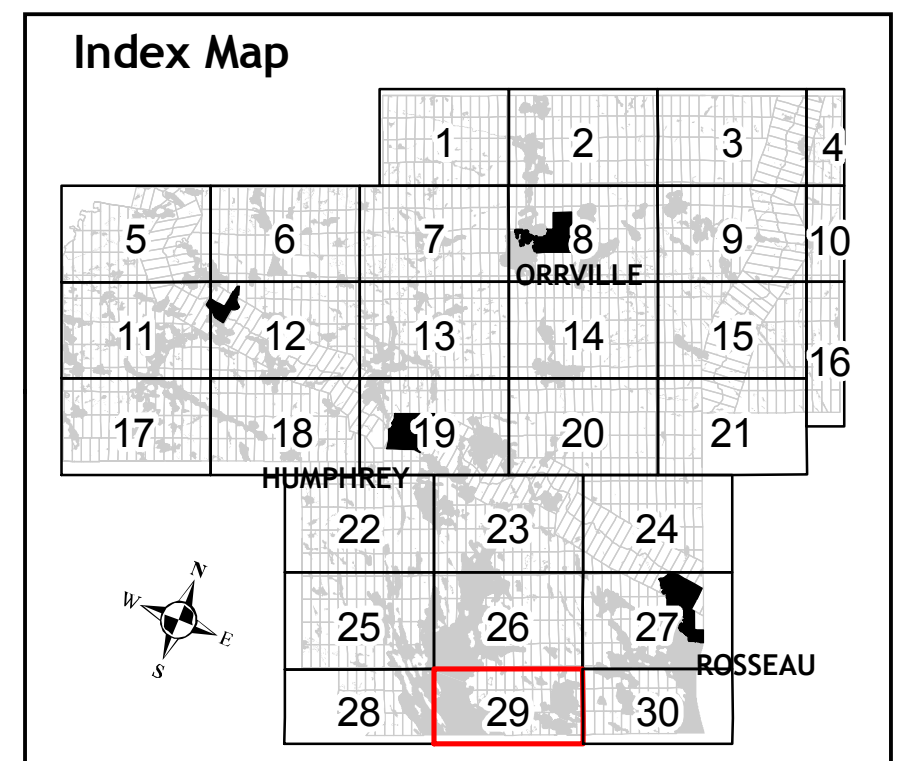 Index Map
1 2 3 4
5 6 7 8 9 10
ORRVILLE
11 12 13 14 15 16
17 18 19 20 21
HUMPHREY
22 23 24
N
W
E
S
25 26 27
ROSSEAU
28 29 30